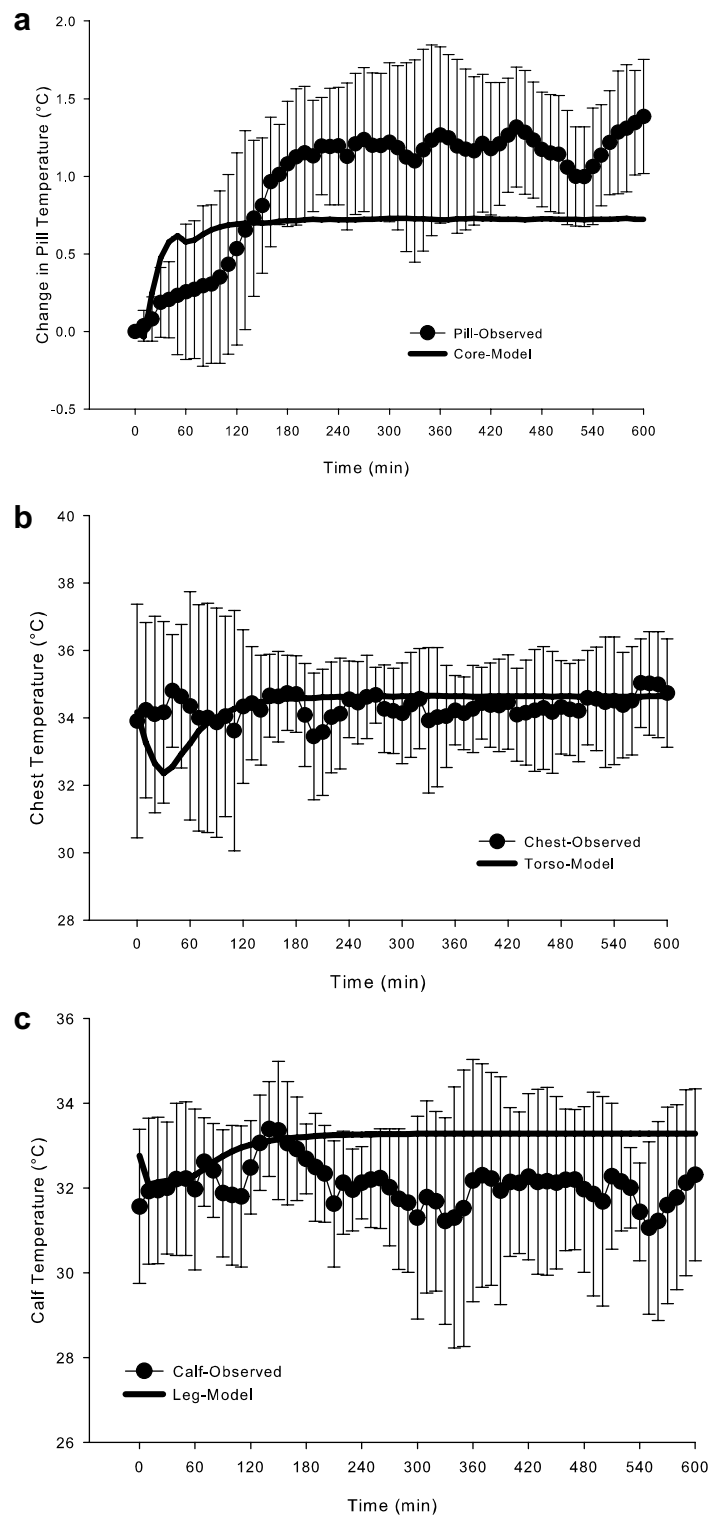 a
2.0
1.5
1.0
0.5
0.0
-0.5
Change in Pill Temperature (°C)
Pill-Observed
Core-Model
0 60 120 180 240 300 360 420 480 540 600
Time (min)
b
40
38
36
34
32
30
28
Chest Temperature (°C)
Chest-Observed
Torso-Model
0 60 120 180 240 300 360 420 480 540 600
Time (min)
c
36
34
32
30
28
26
Calf Temperature (°C)
Calf-Observed
Leg-Model
0 60 120 180 240 300 360 420 480 540 600
Time (min)